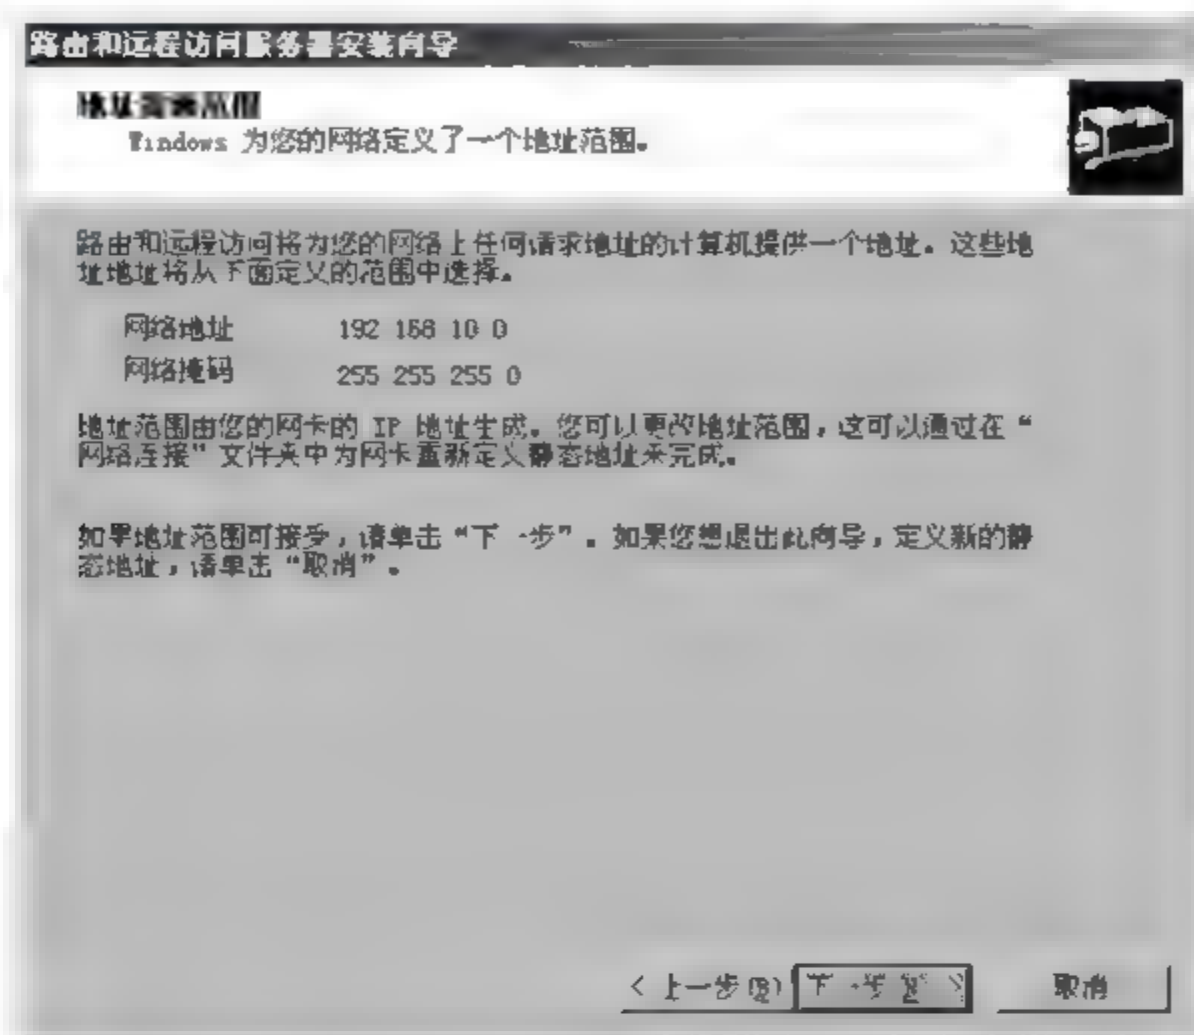 路由和远程访问服务器安装向导
地址指派范围
Windows 为您的网络定义了一个地址范围。
路由和远程访问将为您的网络上任何请求地址的计算机提供一个地址。这些地
址地址将从下面定义的范围中选择。
网络地址 192 168 10 0
网络掩码 255 255 255 0
地址范围由您的网卡的 IP 地址生成。您可以更改地址范围，这可以通过在“
网络连接”文件夹中为网卡重新定义静态地址来完成。
如果地址范围可接受，请单击“下一步”。如果您想退出此向导，定义新的静
态地址，请单击“取消”。
< 上一步(B)
下一步(N) >
取消